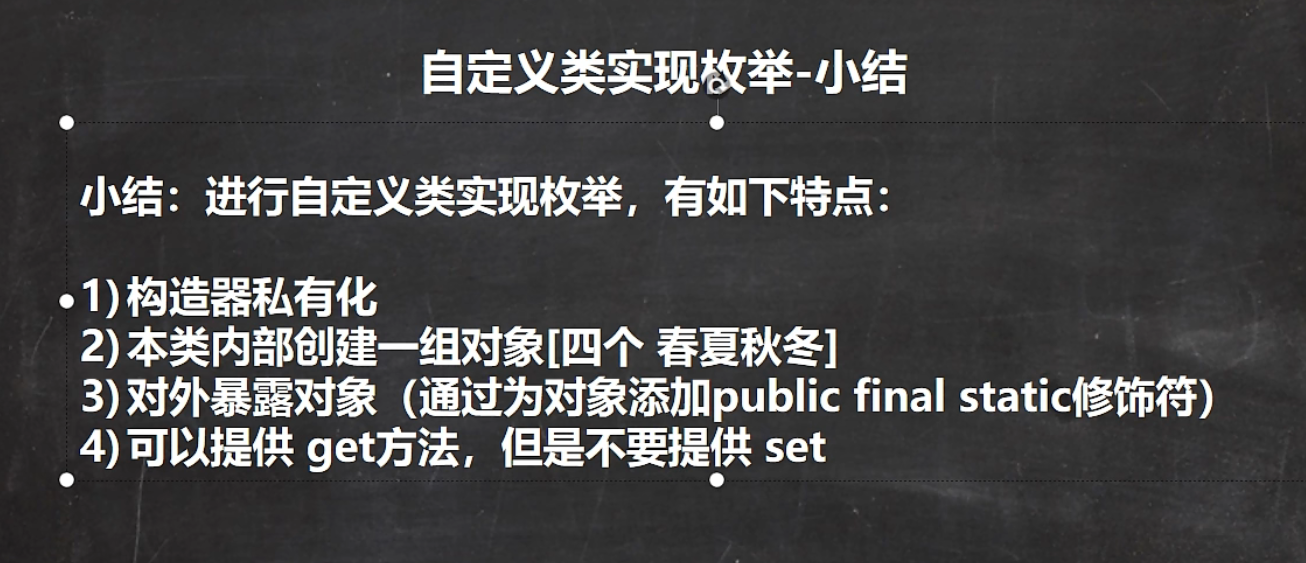 自定义类实现枚举-小结
小结：进行自定义类实现枚举，有如下特点：
1) 构造器私有化
2) 本类内部创建一组对象[四个 春夏秋冬]
3) 对外暴露对象（通过为对象添加public final static修饰符）
4) 可以提供 get方法，但是不要提供 set